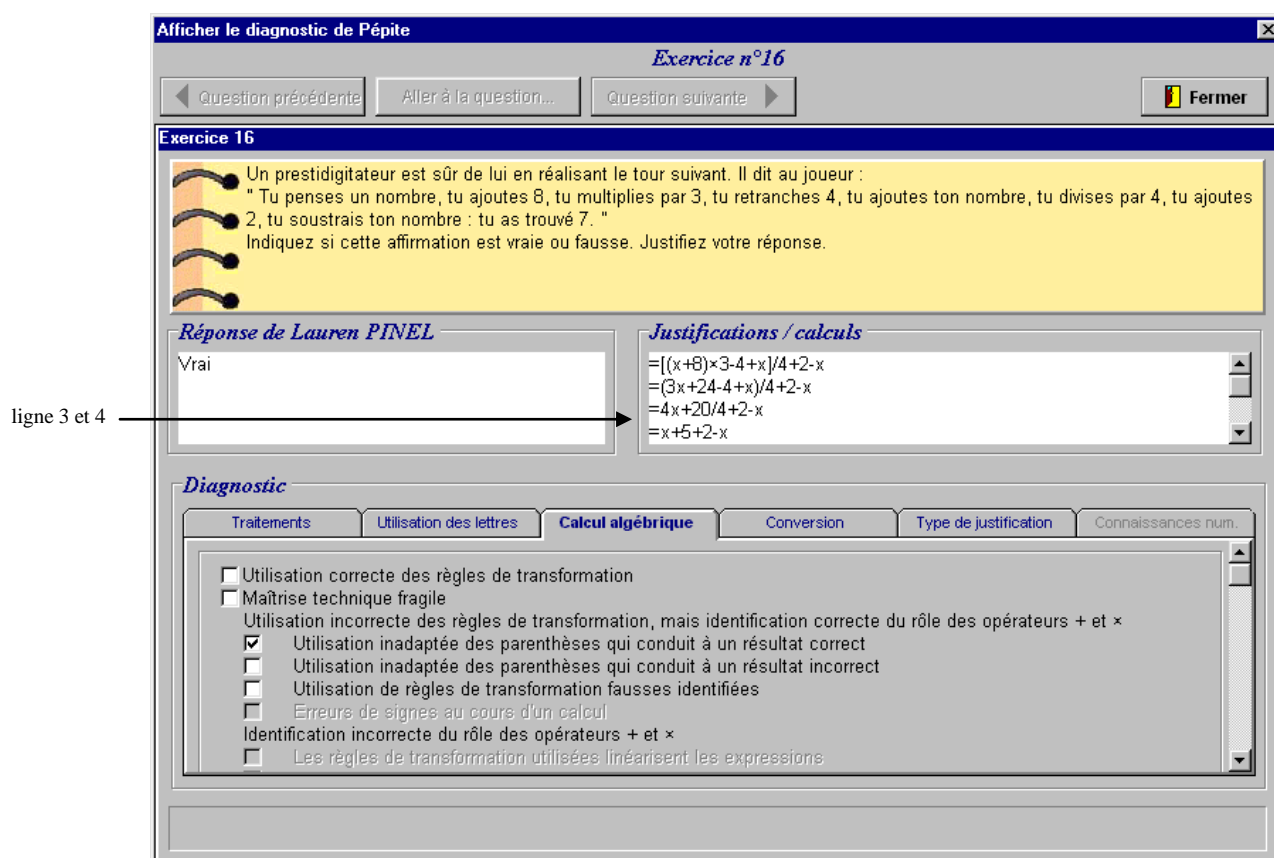 Afficher le diagnostic de Pépite
Exercice n°16
Question précédente
Aller à la question...
Question suivante
Fermer
Exercice 16
Un prestidigitateur est sûr de lui en réalisant le tour suivant. Il dit au joueur :
" Tu penses un nombre, tu ajoutes 8, tu multiplies par 3, tu retranches 4, tu ajoutes ton nombre, tu divises par 4, tu ajoutes
2, tu soustrais ton nombre : tu as trouvé 7. "
Indiquez si cette affirmation est vraie ou fausse. Justifiez votre réponse.
Réponse de Lauren PINEL
Vrai
Justifications / calculs
=[(x+8)×3-4+x]/4+2-x
=(3x+24-4+x)/4+2-x
=4x+20/4+2-x
=x+5+2-x
ligne 3 et 4
Diagnostic
Traitements
Utilisation des lettres
Calcul algébrique
Conversion
Type de justification
Connaissances num.
Utilisation correcte des règles de transformation
Maîtrise technique fragile
Utilisation incorrecte des règles de transformation, mais identification correcte du rôle des opérateurs + et ×
Utilisation inadaptée des parenthèses qui conduit à un résultat correct
Utilisation inadaptée des parenthèses qui conduit à un résultat incorrect
Utilisation de règles de transformation fausses identifiées
Erreurs de signes au cours d'un calcul
Identification incorrecte du rôle des opérateurs + et ×
Les règles de transformation utilisées linéarisent les expressions